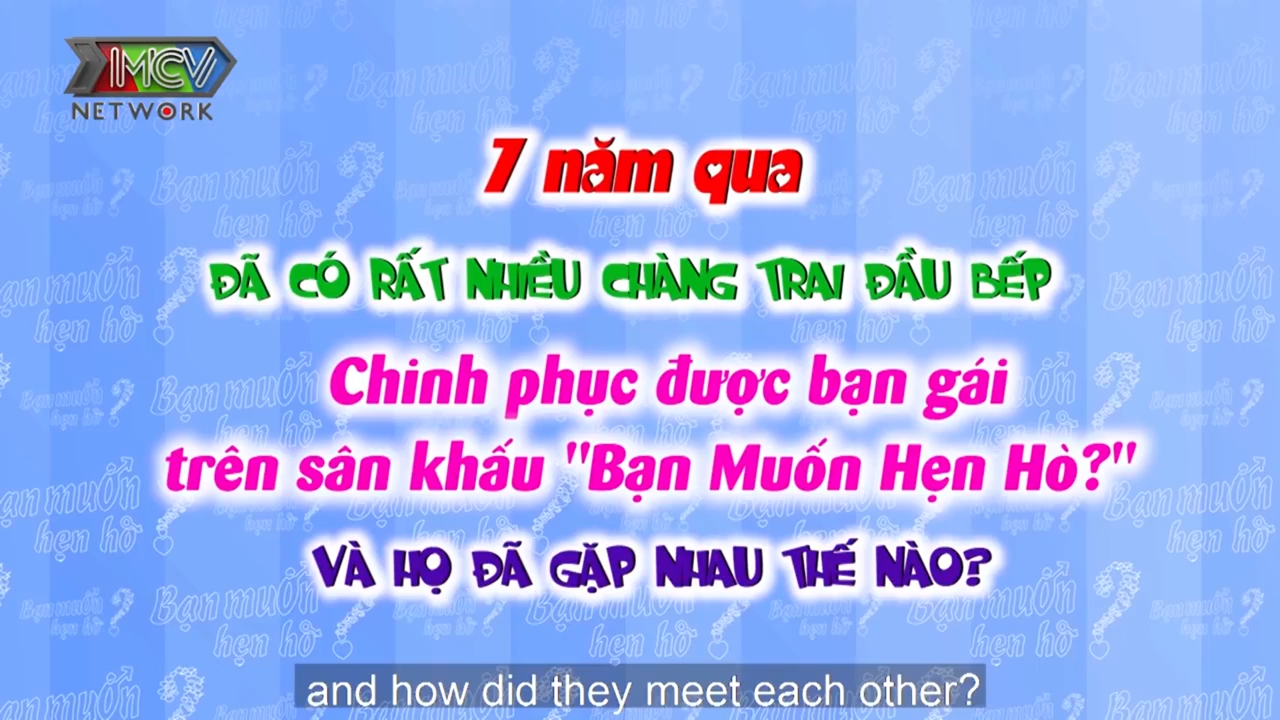 MCV
NETWORK
7 năm qua
ĐÃ CÓ RẤT NHIỀU CHÀNG TRAI ĐẦU BẾP
Chinh phục được bạn gái
trên sân khấu "Bạn Muốn Hẹn Hò?"
VÀ HỌ ĐÃ GẶP NHAU THẾ NÀO?
and how did they meet each other?